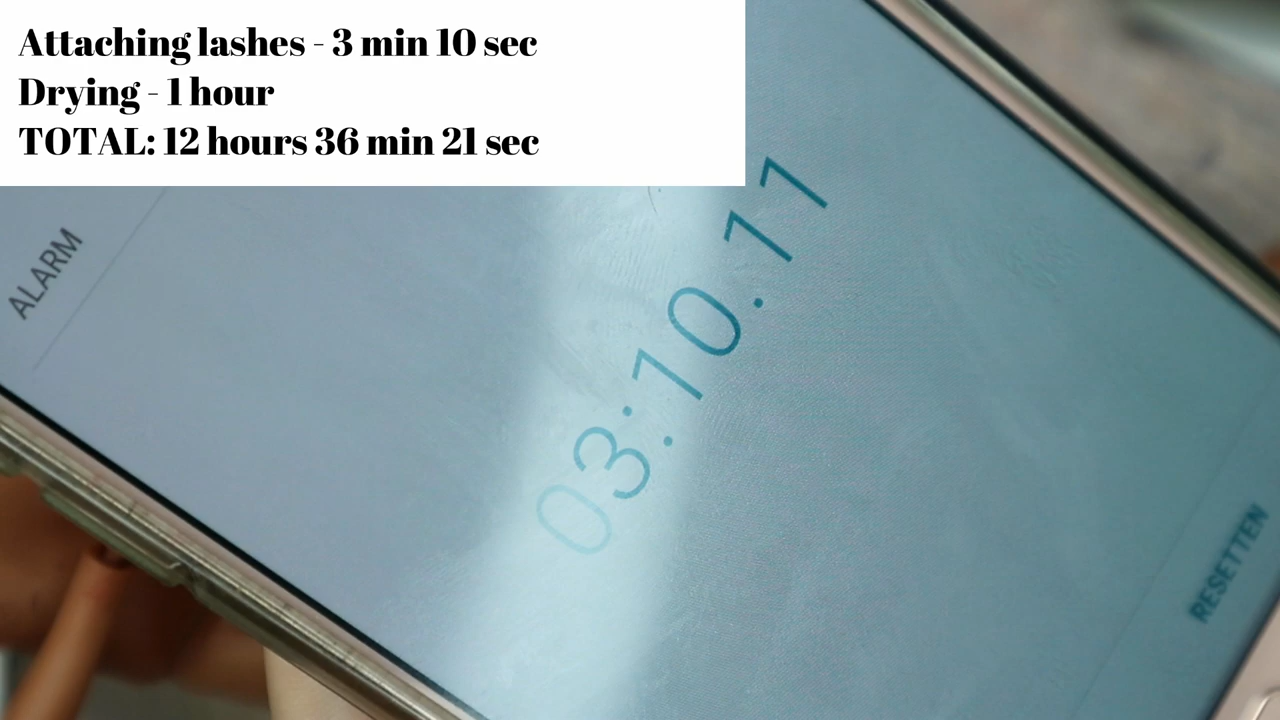 Attaching lashes - 3 min 10 sec
Drying - 1 hour
TOTAL: 12 hours 36 min 21 sec
ALARM
03:10.11
RESETTEN